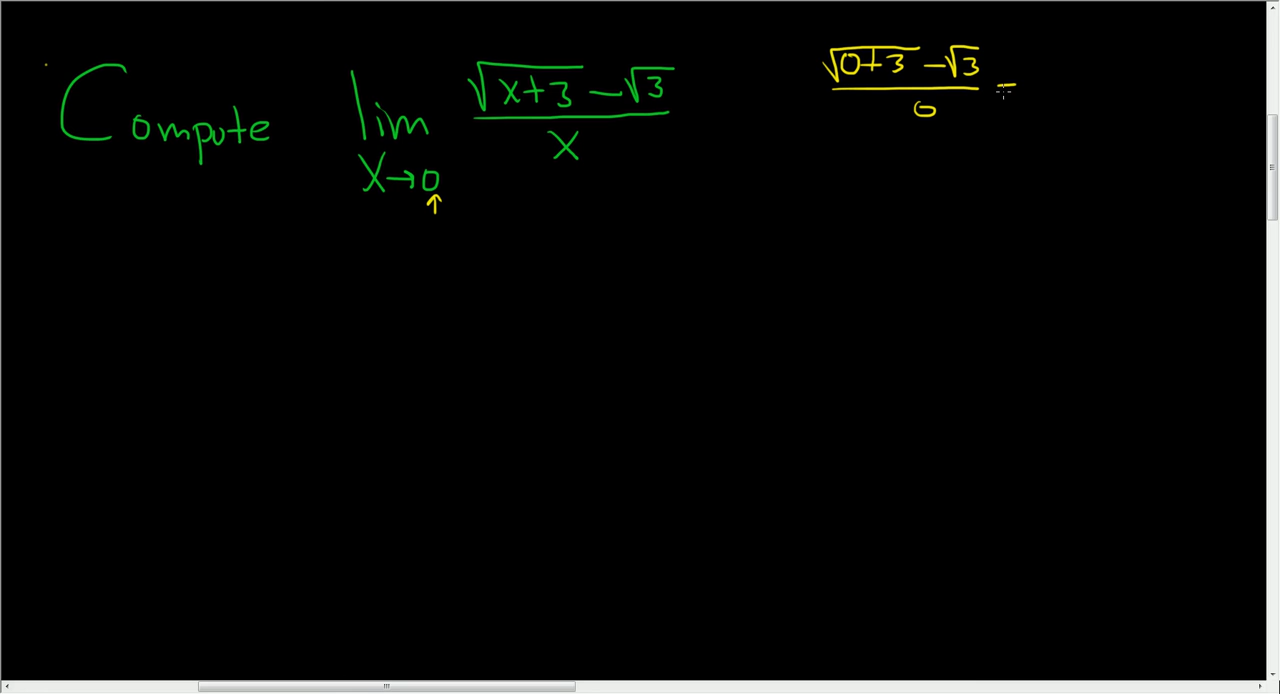 Compute lim x→0 (√(x+3) − √3)/x
↑
(√(0+3) − √3)/0 =